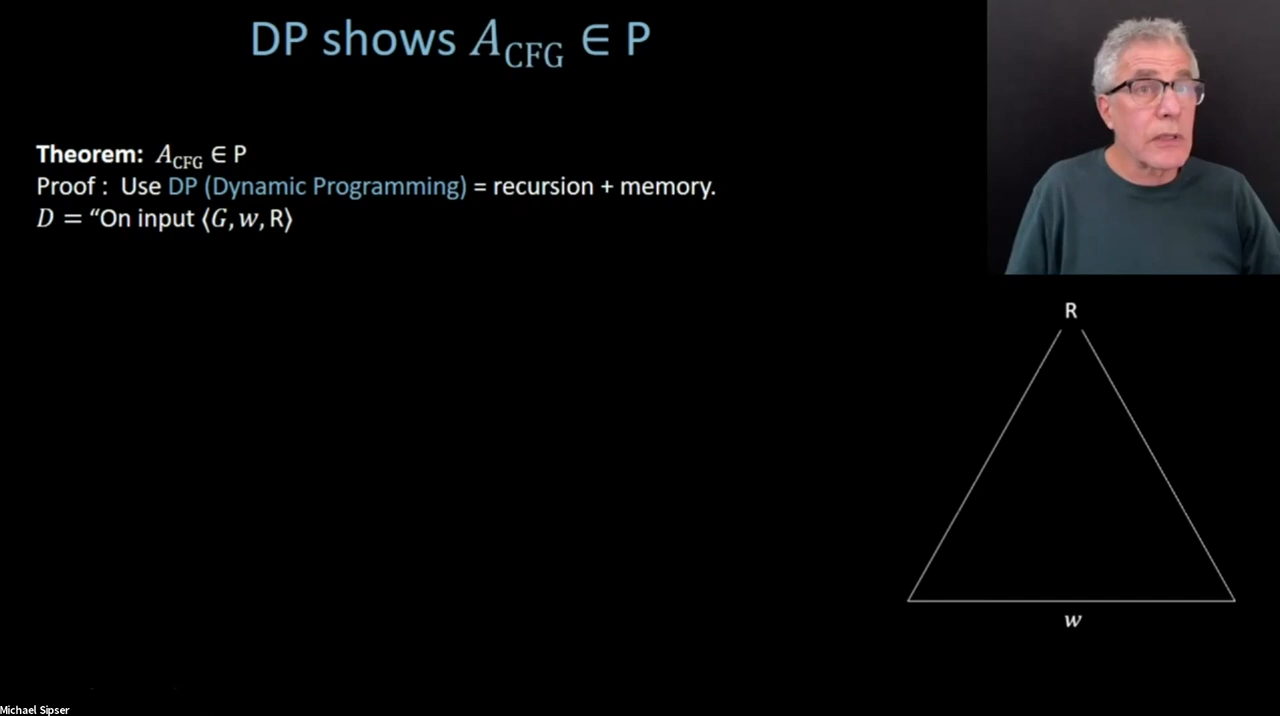 DP shows A_CFG ∈ P
Theorem: A_CFG ∈ P
Proof : Use DP (Dynamic Programming) = recursion + memory.
D = “On input ⟨G, w, R⟩
R
w
Michael Sipser